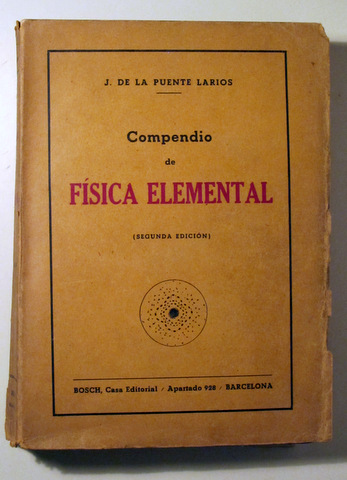 J. DE LA PUENTE LARIOS
Compendio
de
FÍSICA ELEMENTAL
(SEGUNDA EDICIÓN)
BOSCH, Casa Editorial / Apartado 928 / BARCELONA